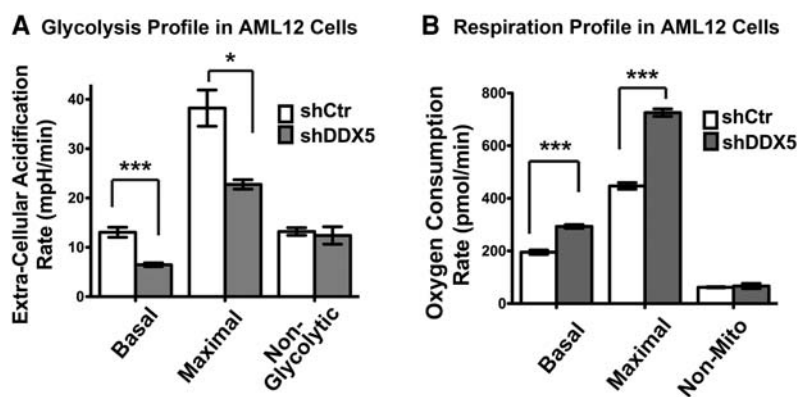 A Glycolysis Profile in AML12 Cells
Extra-Cellular Acidification
Rate (mpH/min)
40
30
20
10
0
***
*
shCtr
shDDX5
Basal
Maximal
Non-
Glycolytic
B Respiration Profile in AML12 Cells
Oxygen Consumption
Rate (pmol/min)
800
600
400
200
0
***
***
shCtr
shDDX5
Basal
Maximal
Non-Mito